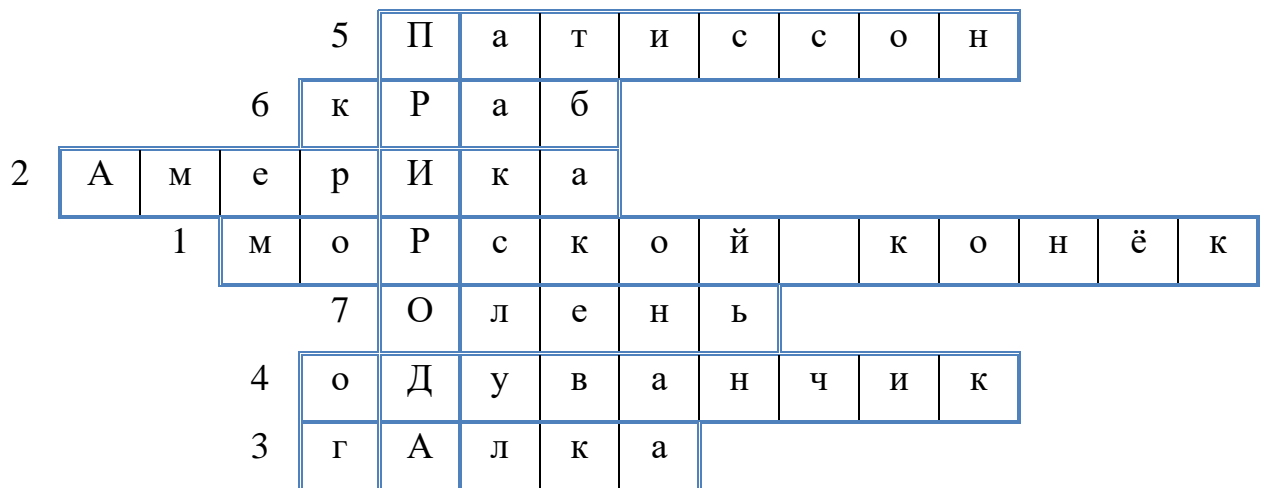 5 Патиссон
6 кРаб
2 АмерИка
1 моРской конёк
7 Олень
4 оДуванчик
3 гАлка